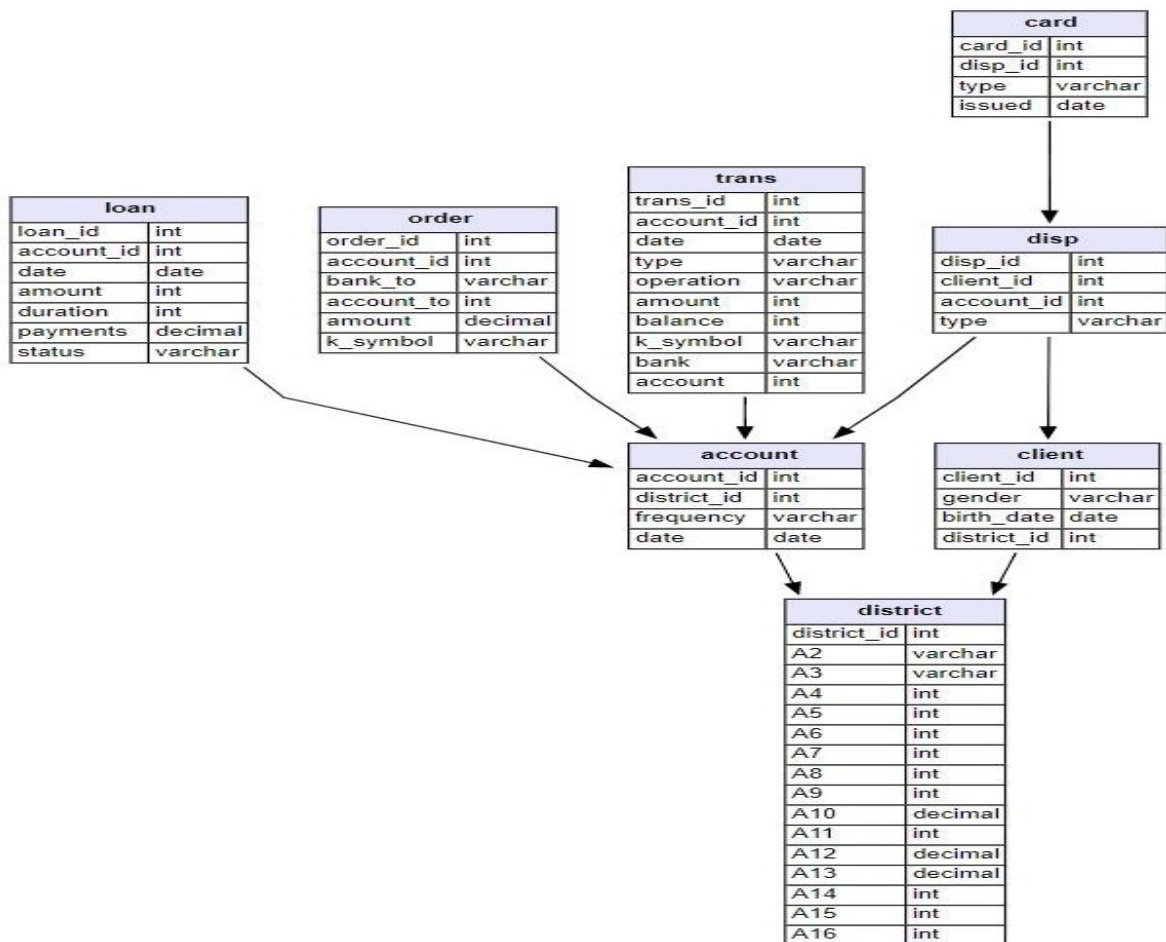 card
card_id int
disp_id int
type varchar
issued date
trans
trans_id int
account_id int
date date
type varchar
operation varchar
amount int
balance int
k_symbol varchar
bank varchar
account int
loan
loan_id int
account_id int
date date
amount int
duration int
payments decimal
status varchar
order
order_id int
account_id int
bank_to varchar
account_to int
amount decimal
k_symbol varchar
disp
disp_id int
client_id int
account_id int
type varchar
account
account_id int
district_id int
frequency varchar
date date
client
client_id int
gender varchar
birth_date date
district_id int
district
district_id int
A2 varchar
A3 varchar
A4 int
A5 int
A6 int
A7 int
A8 int
A9 int
A10 decimal
A11 int
A12 decimal
A13 decimal
A14 int
A15 int
A16 int